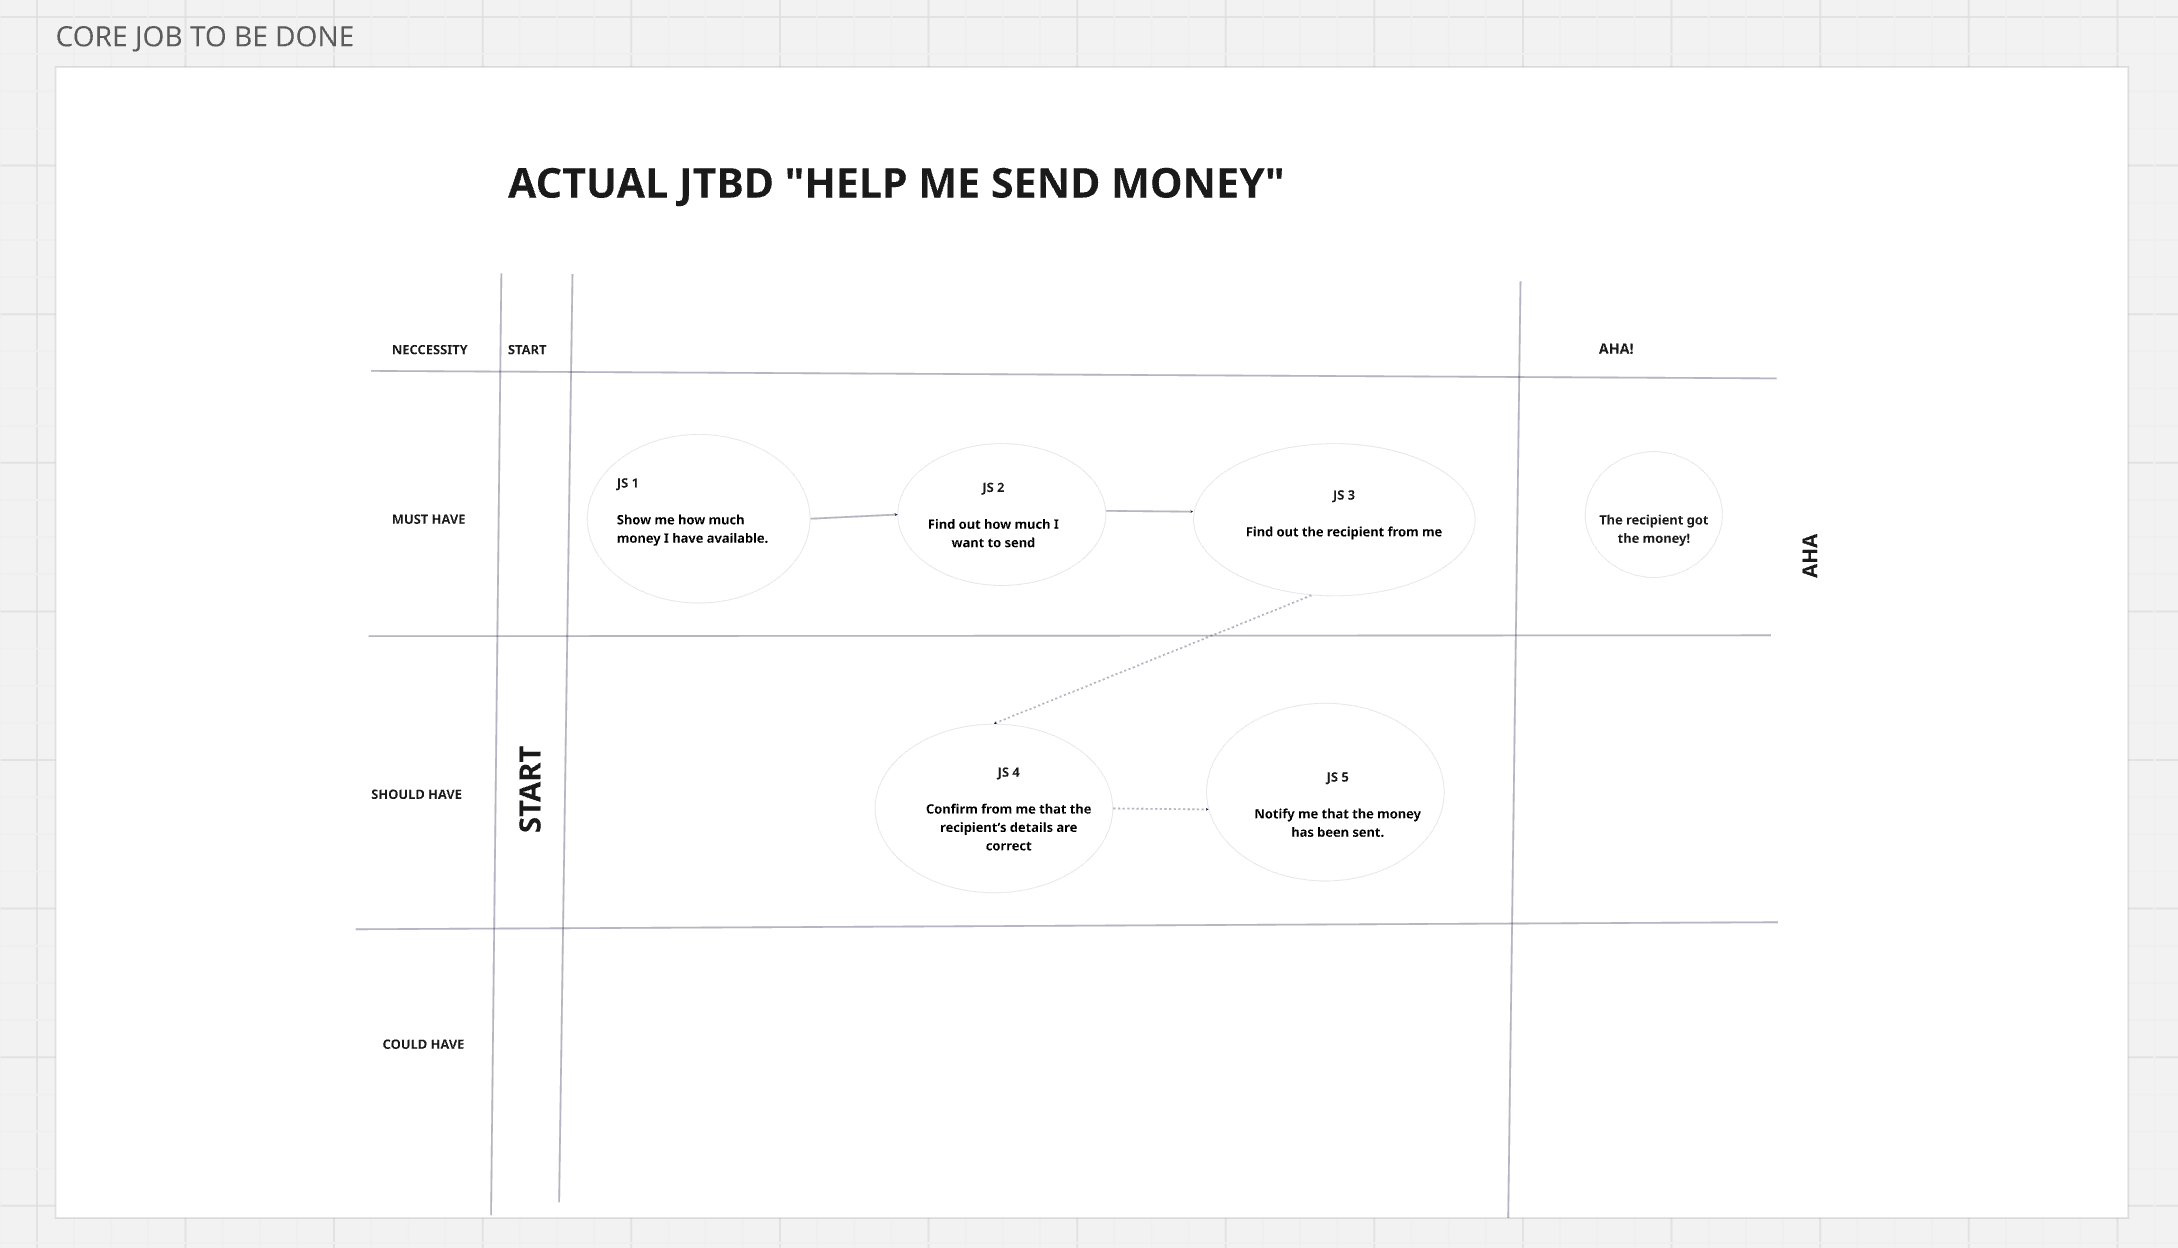 CORE JOB TO BE DONE
ACTUAL JTBD "HELP ME SEND MONEY"
NECCESSITY
START
AHA!
MUST HAVE
JS 1
Show me how much
money I have available.
JS 2
Find out how much I
want to send
JS 3
Find out the recipient from me
The recipient got
the money!
AHA
SHOULD HAVE
START
JS 4
Confirm from me that the
recipient’s details are
correct
JS 5
Notify me that the money
has been sent.
COULD HAVE